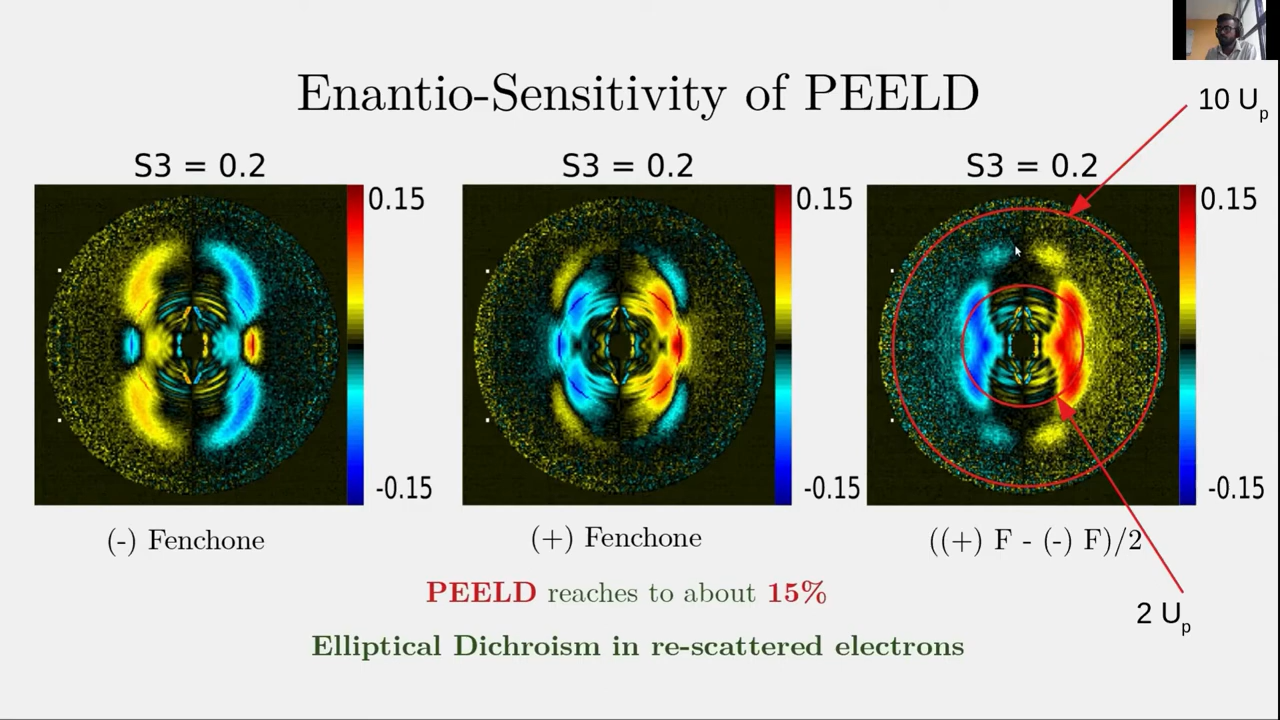 Enantio-Sensitivity of PEELD
10 Up
S3 = 0.2
S3 = 0.2
S3 = 0.2
0.15
0.15
0.15
-0.15
-0.15
-0.15
(-) Fenchone
(+) Fenchone
((+) F - (-) F)/2
PEELD reaches to about 15%
2 Up
Elliptical Dichroism in re-scattered electrons